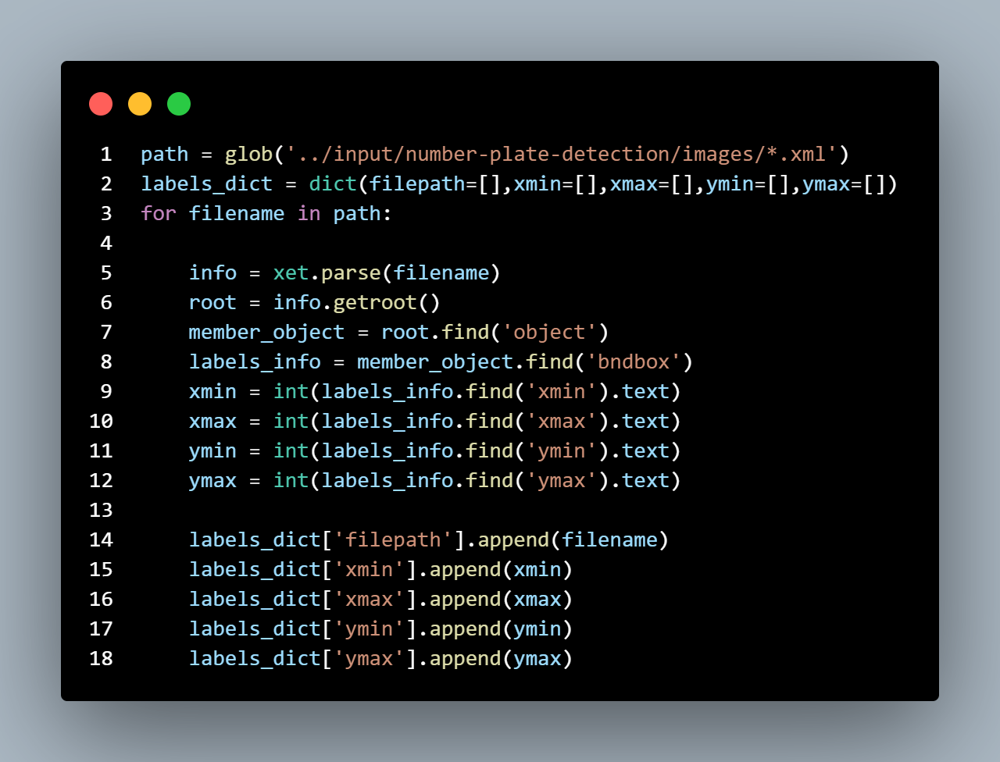 1 path = glob('../input/number-plate-detection/images/*.xml')
2 labels_dict = dict(filepath=[],xmin=[],xmax=[],ymin=[],ymax=[])
3 for filename in path:
4
5     info = xet.parse(filename)
6     root = info.getroot()
7     member_object = root.find('object')
8     labels_info = member_object.find('bndbox')
9     xmin = int(labels_info.find('xmin').text)
10     xmax = int(labels_info.find('xmax').text)
11     ymin = int(labels_info.find('ymin').text)
12     ymax = int(labels_info.find('ymax').text)
13
14     labels_dict['filepath'].append(filename)
15     labels_dict['xmin'].append(xmin)
16     labels_dict['xmax'].append(xmax)
17     labels_dict['ymin'].append(ymin)
18     labels_dict['ymax'].append(ymax)